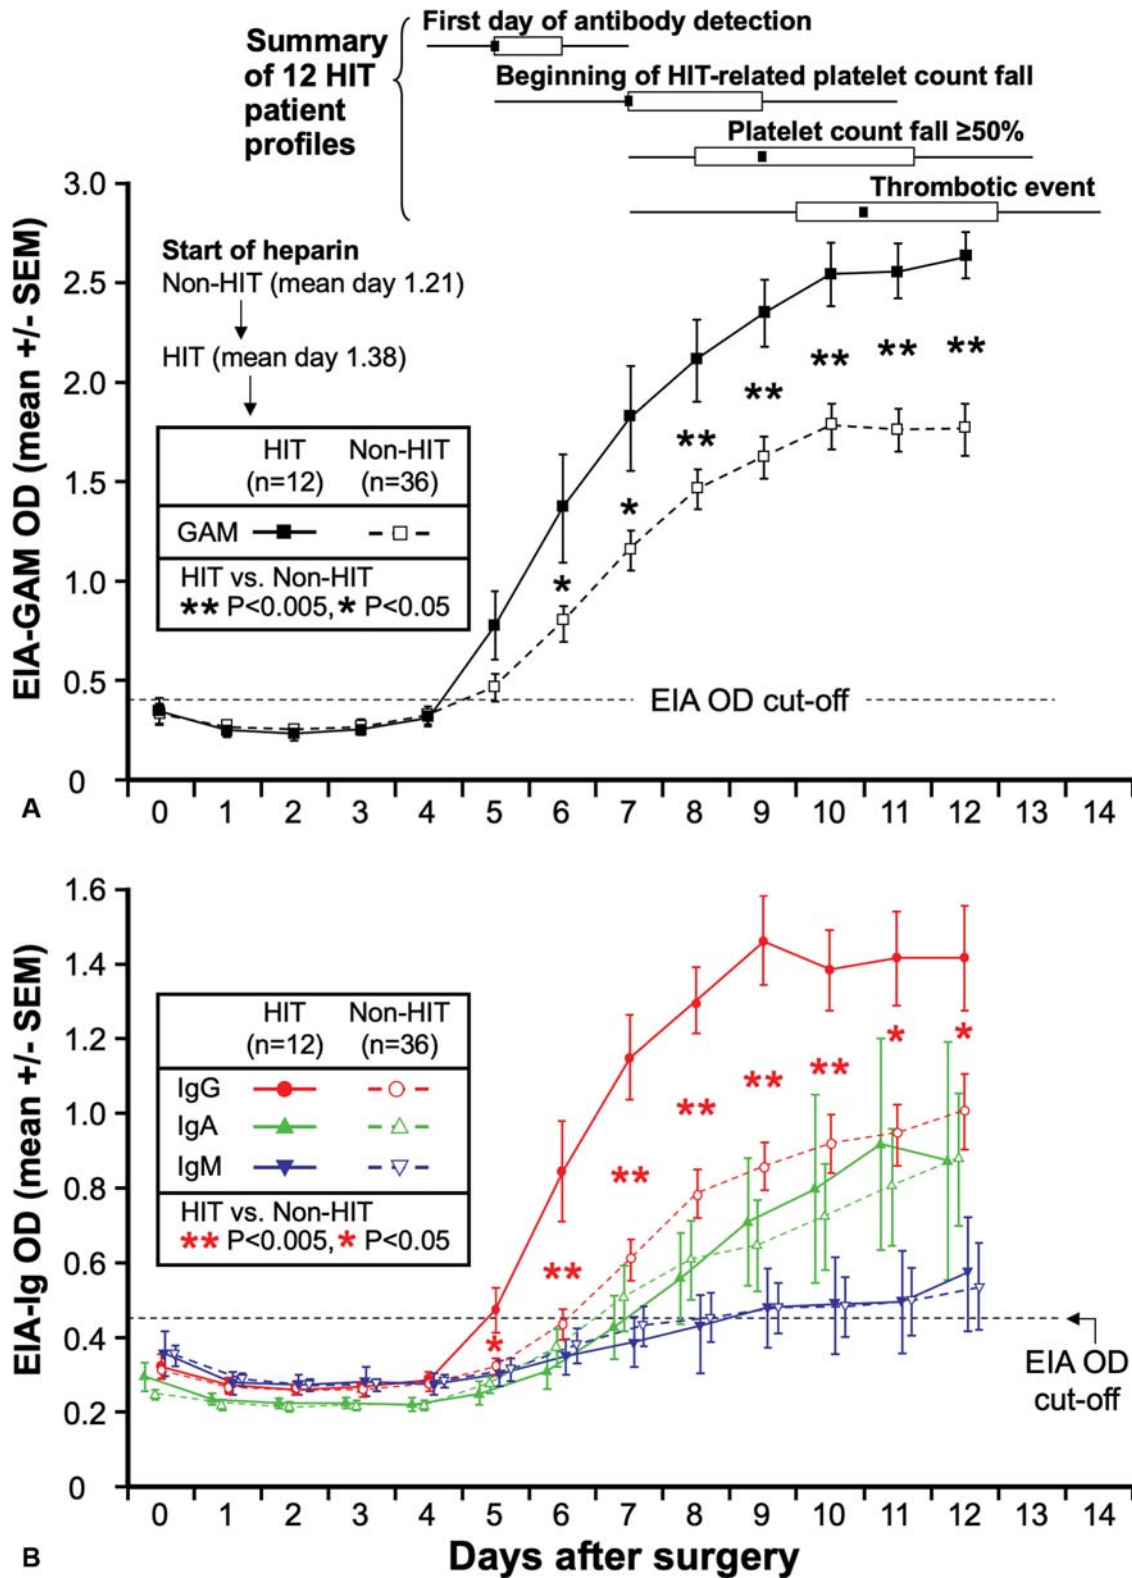 First day of antibody detection
Summary
of 12 HIT
patient
profiles
Beginning of HIT-related platelet count fall
Platelet count fall ≥50%
Thrombotic event
EIA-GAM OD (mean +/- SEM)
3.0
2.5
2.0
1.5
1.0
0.5
0
Start of heparin
Non-HIT (mean day 1.21)
HIT (mean day 1.38)
HIT Non-HIT
(n=12) (n=36)
GAM
HIT vs. Non-HIT
** P<0.005, * P<0.05
*
*
**
**
**
**
**
EIA OD cut-off
0 1 2 3 4 5 6 7 8 9 10 11 12 13 14
A
EIA-Ig OD (mean +/- SEM)
1.6
1.4
1.2
1.0
0.8
0.6
0.4
0.2
0
HIT Non-HIT
(n=12) (n=36)
IgG
IgA
IgM
HIT vs. Non-HIT
** P<0.005, * P<0.05
*
**
**
**
**
**
*
*
EIA OD
cut-off
0 1 2 3 4 5 6 7 8 9 10 11 12 13 14
Days after surgery
B